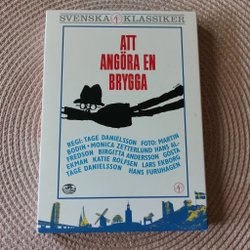 SVENSKA 1 KLASSIKER
ATT
ANGÖRA EN
BRYGGA
REGI: TAGE DANIELSSON FOTO: MARTIN
BODIN • MONICA ZETTERLUND HANS AL-
FREDSON BIRGITTA ANDERSSON GÖSTA
EKMAN KATIE ROLFSEN LARS EKBORG
TAGE DANIELSSON HANS FURUHAGEN